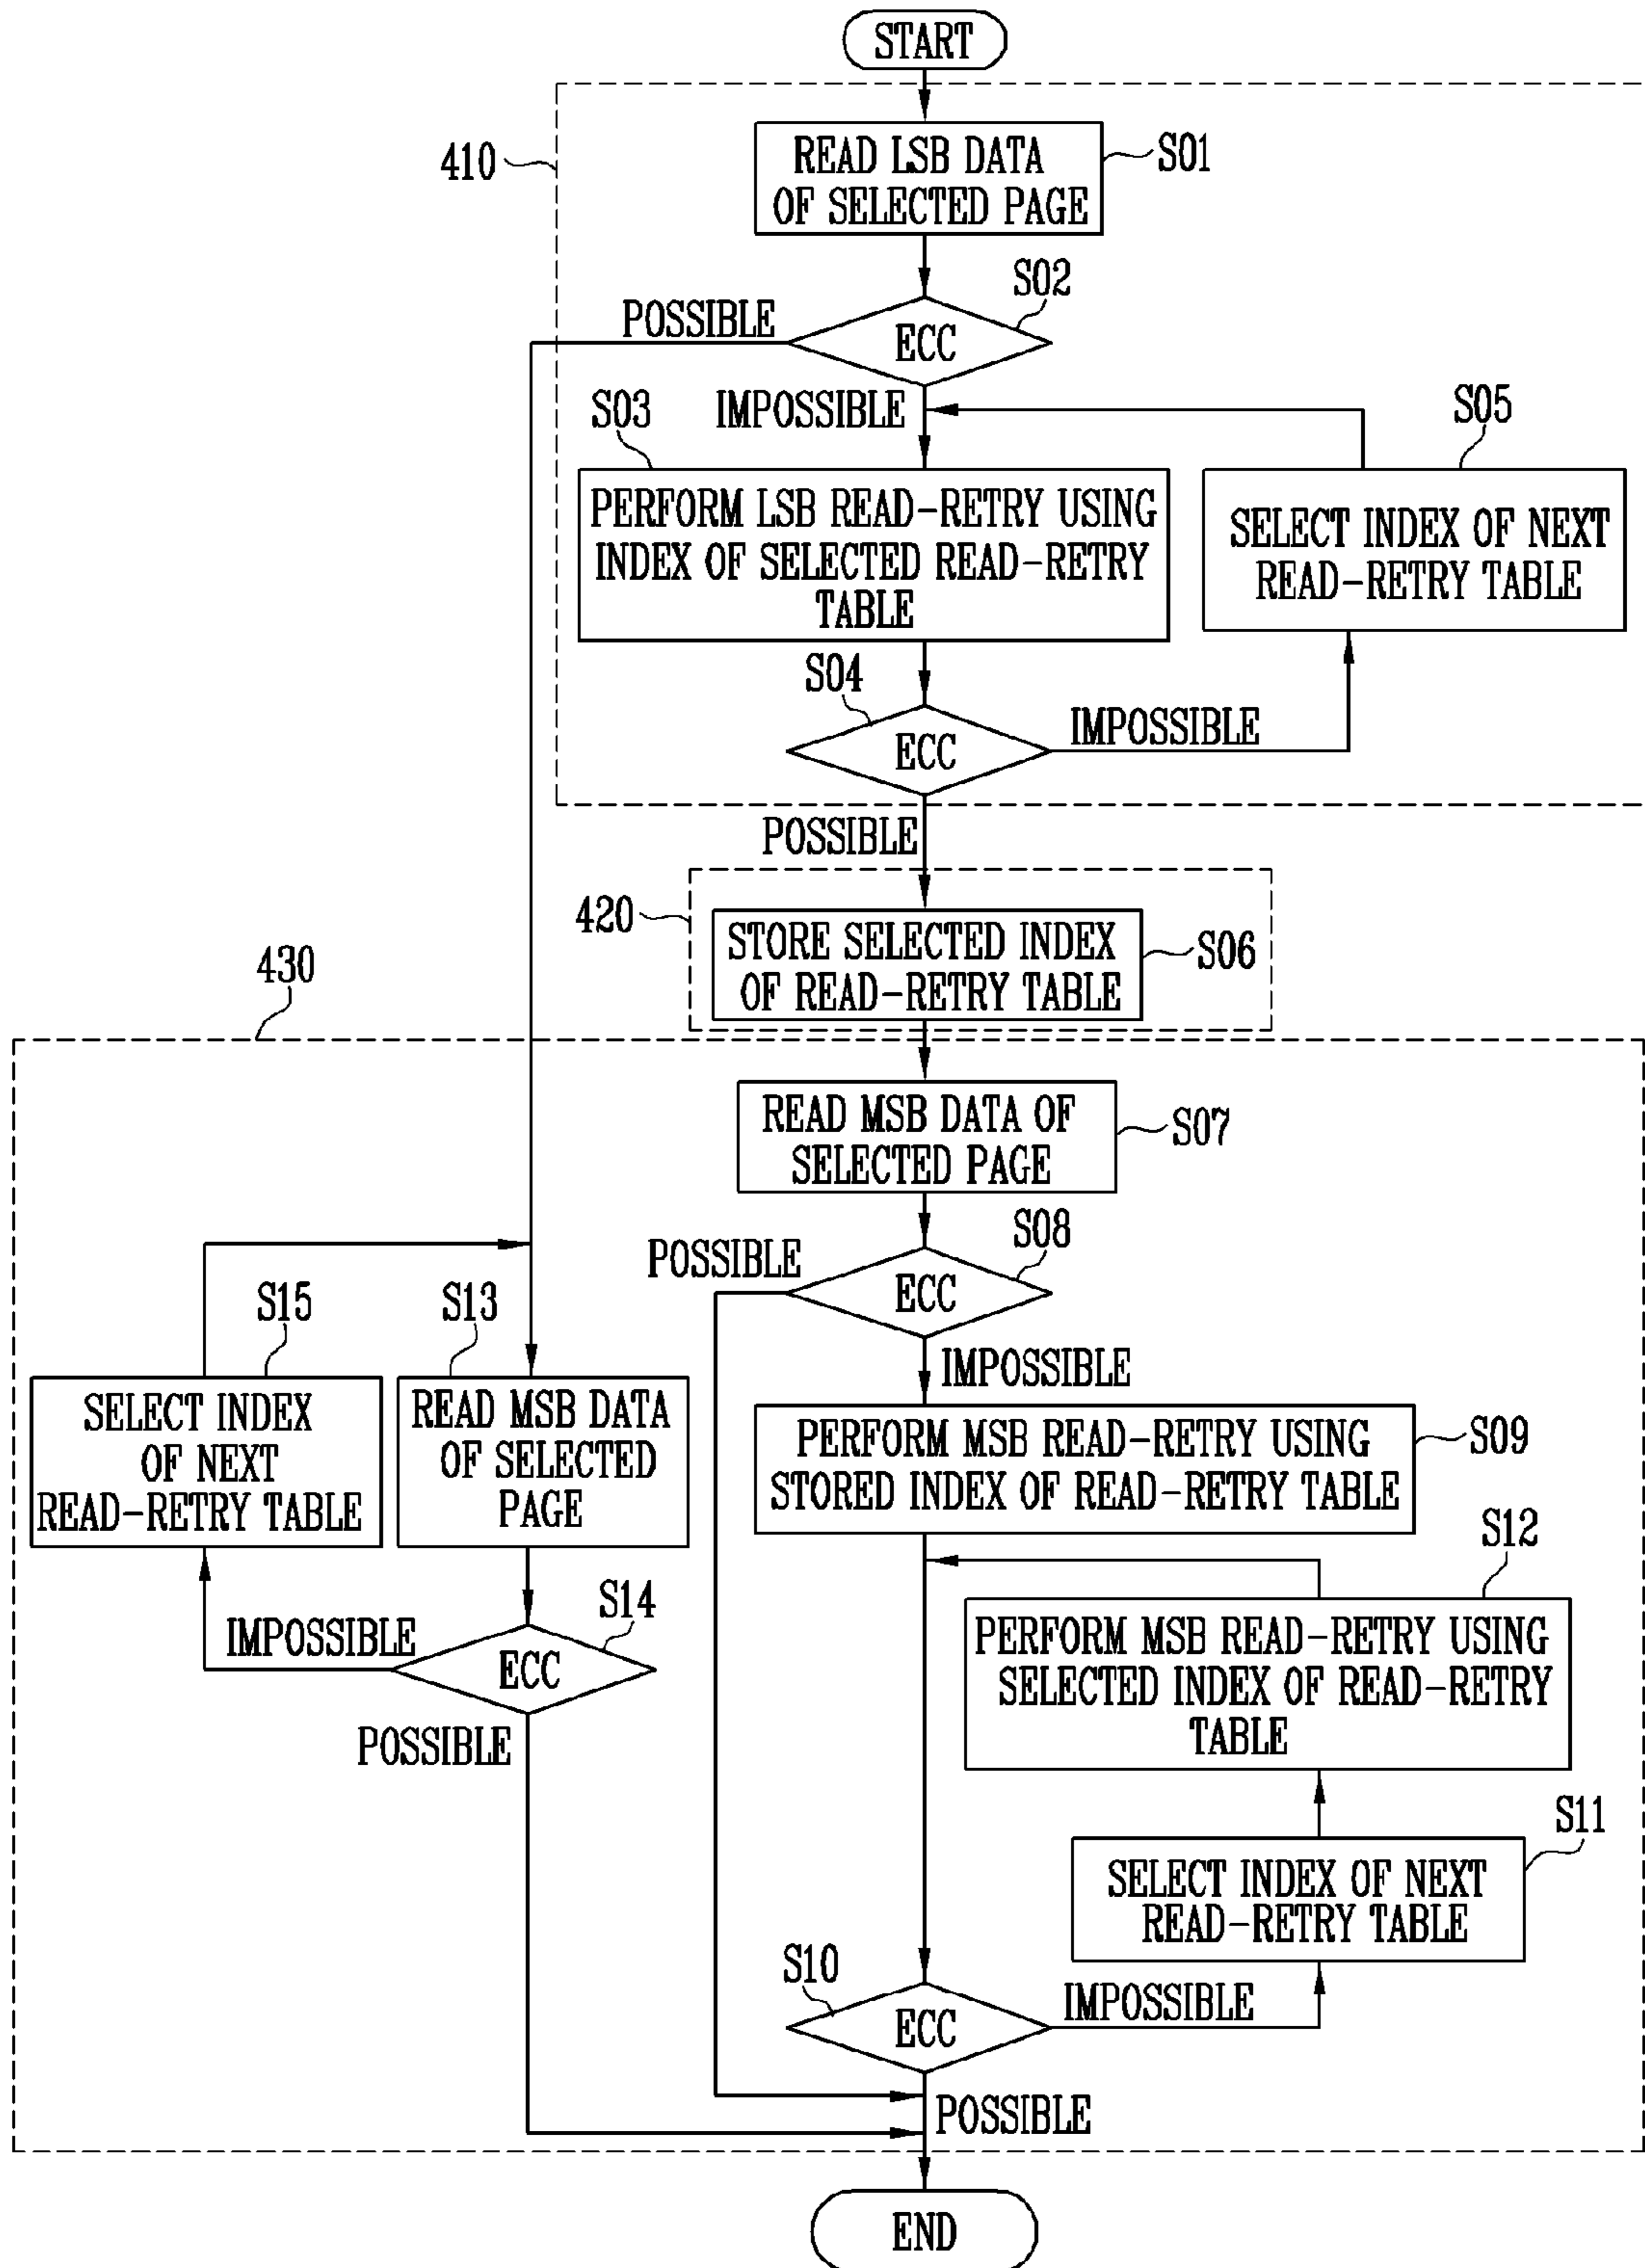 START
410
READ LSB DATA
OF SELECTED PAGE
S01
S02
POSSIBLE
ECC
IMPOSSIBLE
S03
S05
PERFORM LSB READ-RETRY USING
INDEX OF SELECTED READ-RETRY
TABLE
SELECT INDEX OF NEXT
READ-RETRY TABLE
S04
ECC
IMPOSSIBLE
POSSIBLE
420
STORE SELECTED INDEX
OF READ-RETRY TABLE
S06
430
READ MSB DATA OF
SELECTED PAGE
S07
S08
POSSIBLE
ECC
IMPOSSIBLE
S15
S13
SELECT INDEX
OF NEXT
READ-RETRY TABLE
READ MSB DATA
OF SELECTED
PAGE
PERFORM MSB READ-RETRY USING
STORED INDEX OF READ-RETRY TABLE
S09
S12
S14
IMPOSSIBLE
ECC
POSSIBLE
PERFORM MSB READ-RETRY USING
SELECTED INDEX OF READ-RETRY
TABLE
S11
SELECT INDEX OF NEXT
READ-RETRY TABLE
S10
ECC
IMPOSSIBLE
POSSIBLE
END